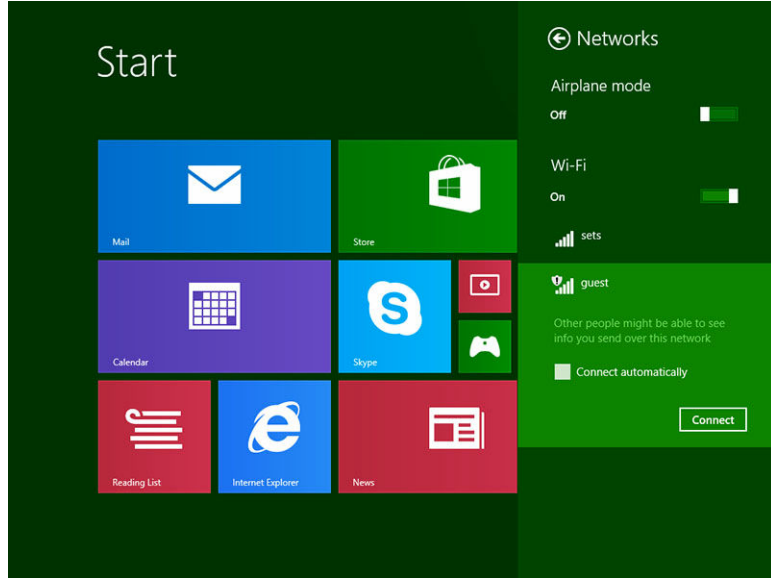 Start
Mail
Store
Calendar
Skype
Reading List
Internet Explorer
News
Networks
Airplane mode
Off
Wi-Fi
On
sets
guest
Other people might be able to see
info you send over this network
Connect automatically
Connect